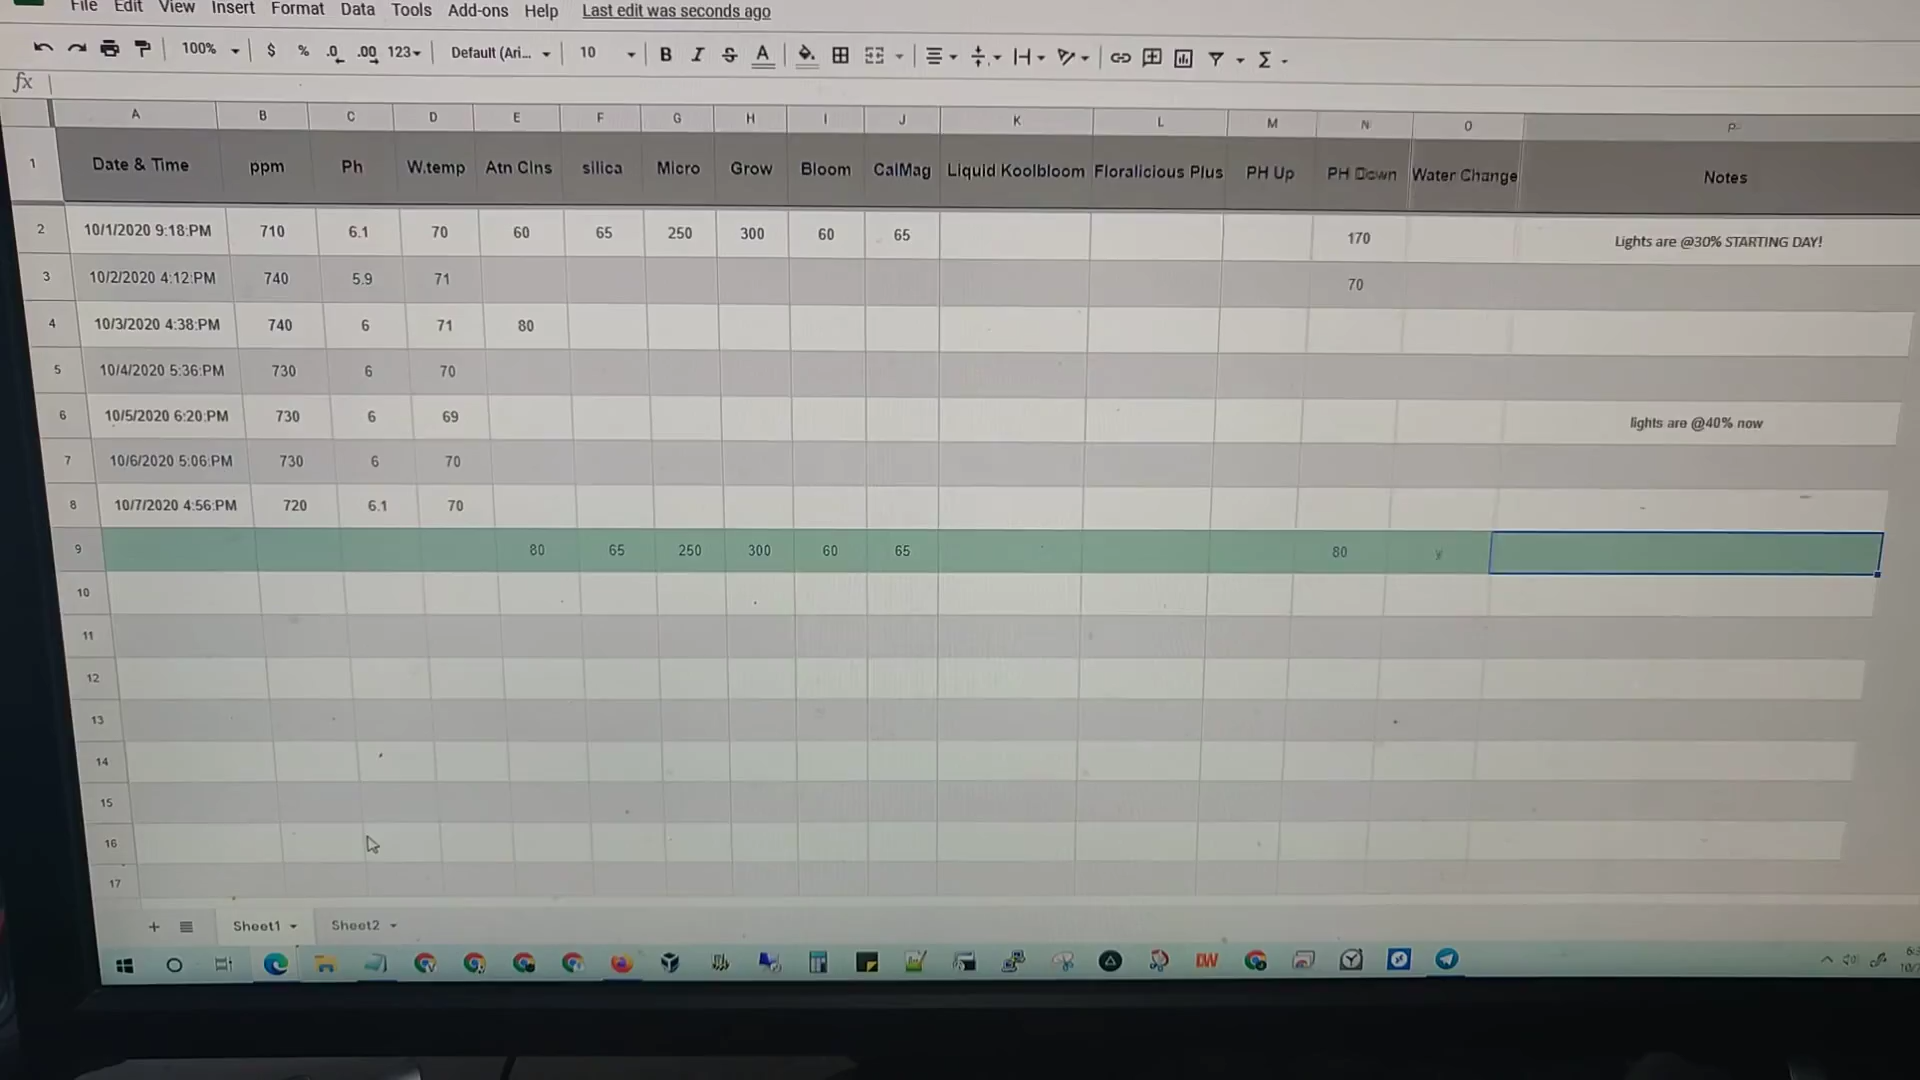 File Edit View Insert Format Data Tools Add-ons Help Last edit was seconds ago
100% $ % .0 .00 123 Default (Ari... 10 B I S A
fx
A B C D E F G H I J K L M N O P
1 Date & Time ppm Ph W.temp Atn Clns silica Micro Grow Bloom CalMag Liquid Koolbloom Floralicious Plus PH Up PH Down Water Change Notes
2 10/1/2020 9:18:PM 710 6.1 70 60 65 250 300 60 65 170 Lights are @30% STARTING DAY!
3 10/2/2020 4:12:PM 740 5.9 71 70
4 10/3/2020 4:38:PM 740 6 71 80
5 10/4/2020 5:36:PM 730 6 70
6 10/5/2020 6:20:PM 730 6 69 lights are @40% now
7 10/6/2020 5:06:PM 730 6 70
8 10/7/2020 4:56:PM 720 6.1 70
9 80 65 250 300 60 65 80 y
10
11
12
13
14
15
16
17
+ Sheet1 Sheet2
DW